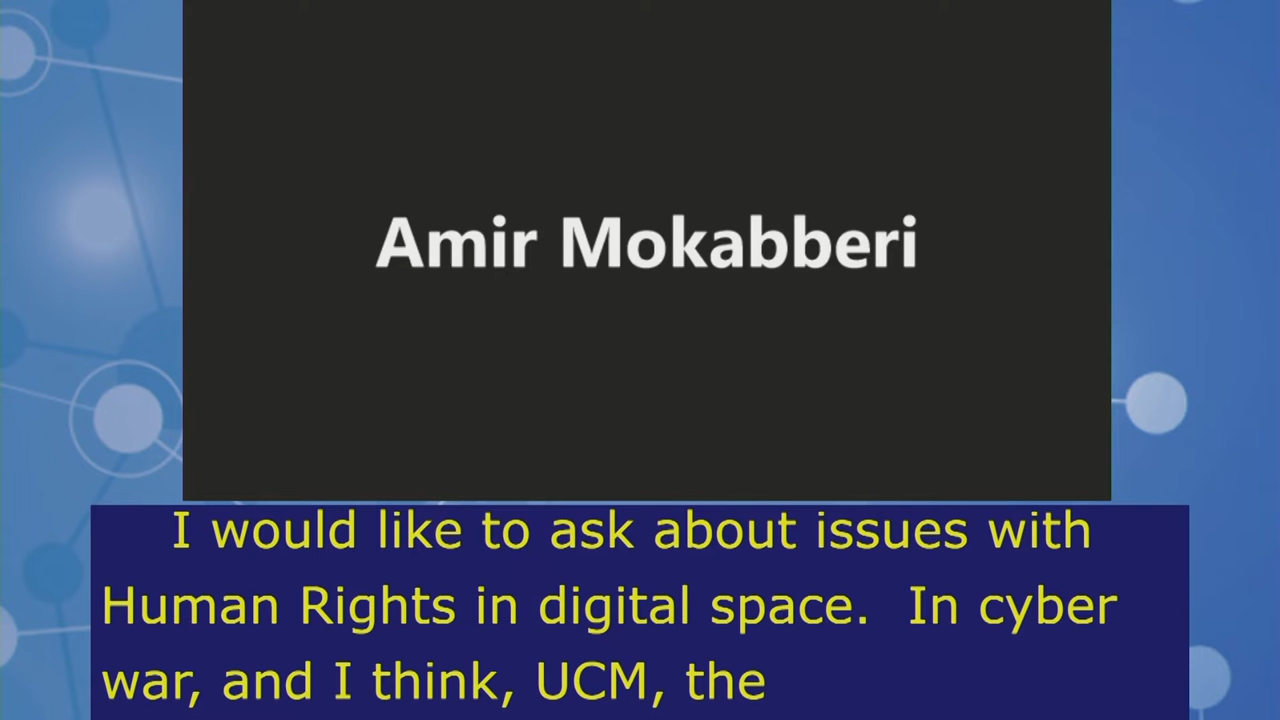 Amir Mokabberi
I would like to ask about issues with
Human Rights in digital space.  In cyber
war, and I think, UCM, the